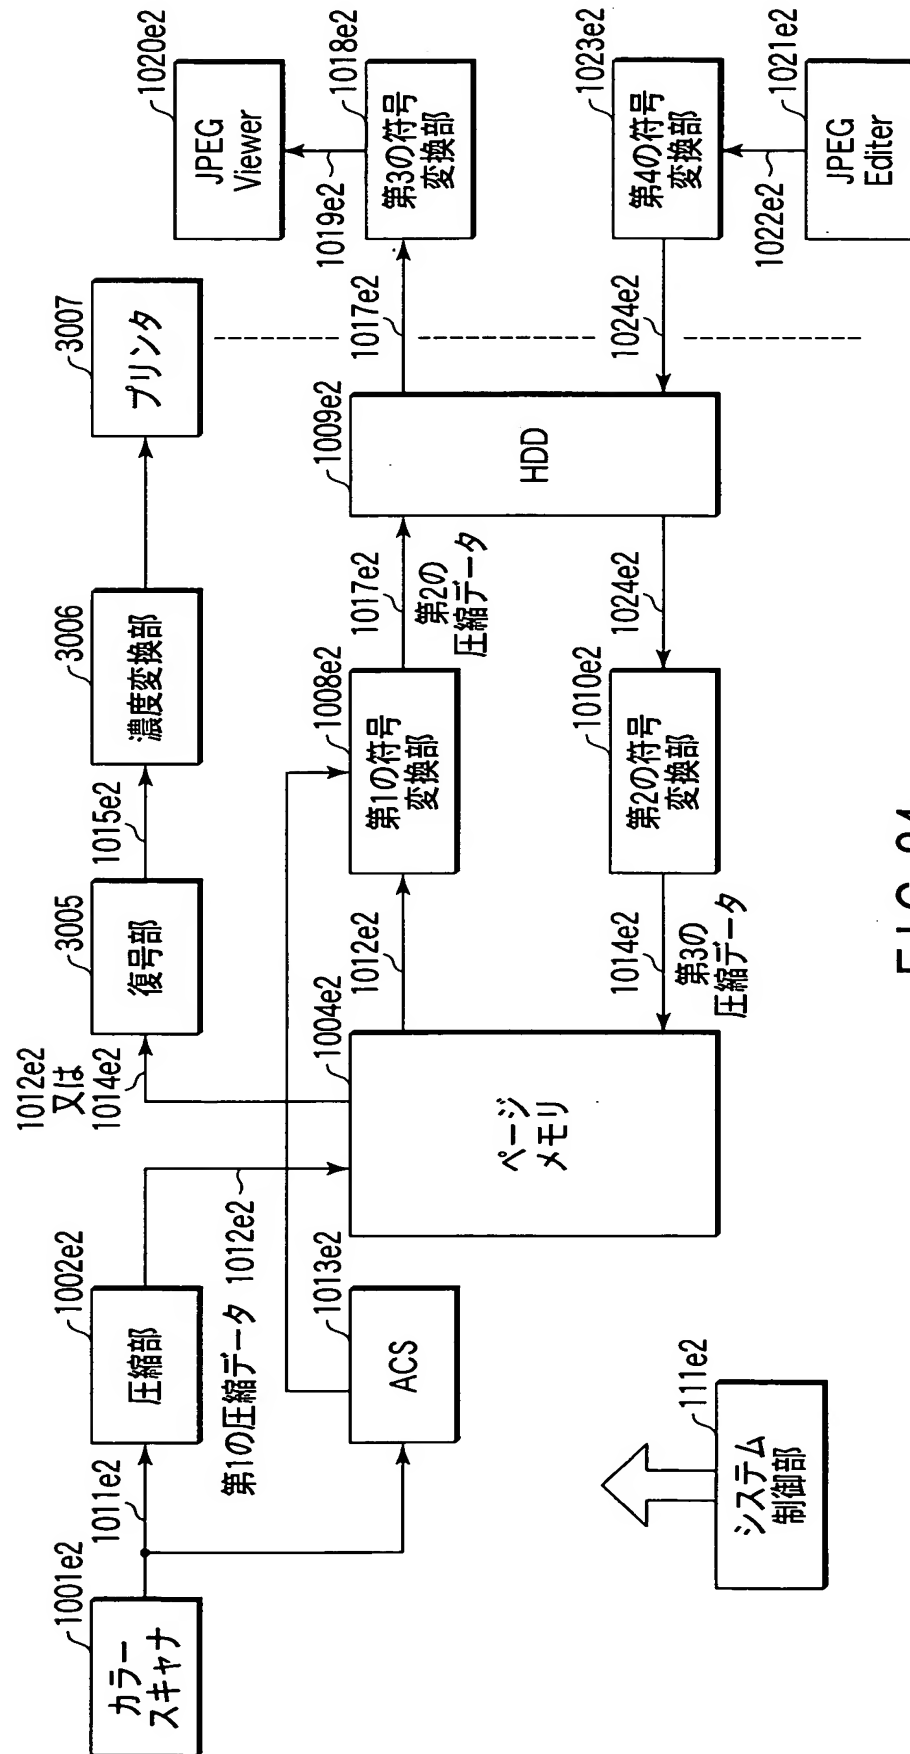 1001e2
カラー
スキャナ
1011e2
1002e2
圧縮部
1012e2
又は
1014e2
3005
復号部
1015e2
3006
濃度変換部
3007
プリンタ
1020e2
JPEG
Viewer
第1の圧縮データ
1012e2
1013e2
ACS
1004e2
ページ
メモリ
1012e2
1008e2
第1の符号
変換部
1017e2
第2の
圧縮データ
1009e2
HDD
1017e2
1019e2
1018e2
第3の符号
変換部
1014e2
第3の
圧縮データ
1010e2
第2の符号
変換部
1024e2
1024e2
1023e2
第4の符号
変換部
1022e2
1021e2
JPEG
Editer
111e2
システム
制御部